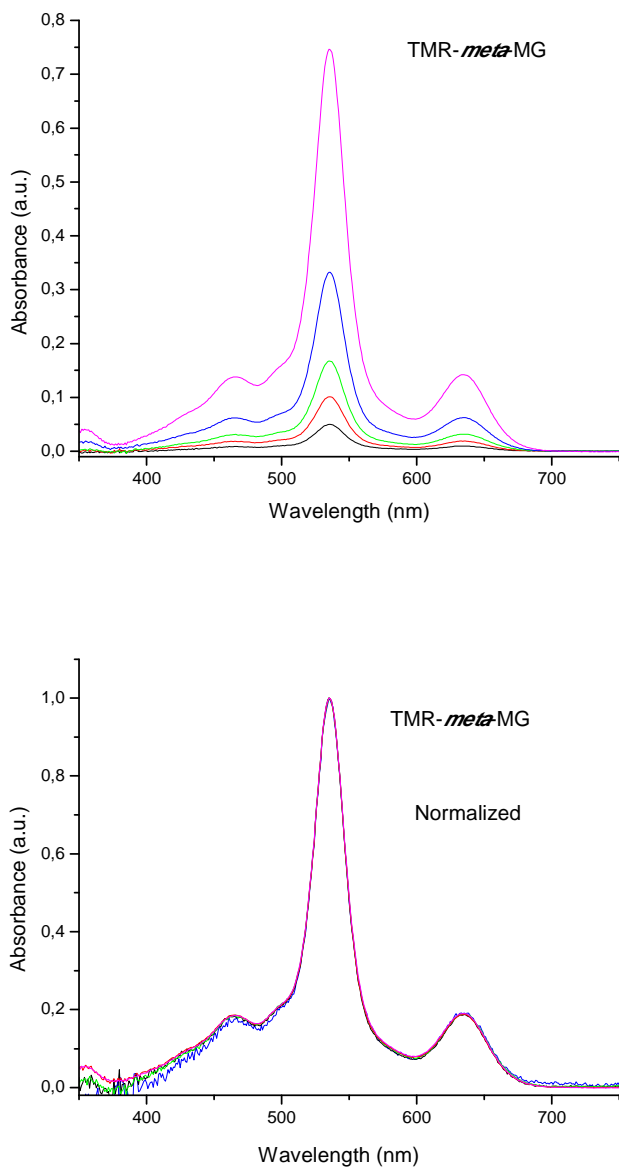 0,8
TMR-meta-MG
0,7
0,6
0,5
0,4
0,3
0,2
0,1
0,0
Absorbance (a.u.)
400 500 600 700
Wavelength (nm)
1,0
TMR-meta-MG
0,8
Normalized
0,6
0,4
0,2
0,0
Absorbance (a.u.)
400 500 600 700
Wavelength (nm)